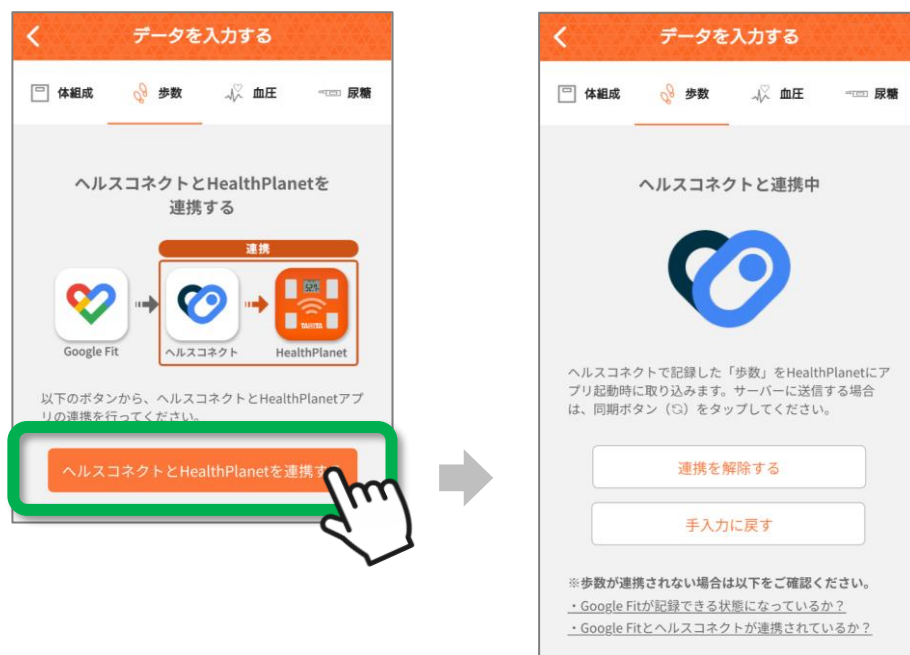 データを入力する
体組成
歩数
血圧
尿糖
ヘルスコネクトとHealthPlanetを
連携する
連携
TANITA
Google Fit
ヘルスコネクト
HealthPlanet
以下のボタンから、ヘルスコネクトとHealthPlanetアプ
リの連携を行ってください。
ヘルスコネクトとHealthPlanetを連携す
データを入力する
体組成
歩数
血圧
尿糖
ヘルスコネクトと連携中
ヘルスコネクトで記録した「歩数」をHealthPlanetにア
プリ起動時に取り込みます。サーバーに送信する場合
は、同期ボタン（）をタップしてください。
連携を解除する
手入力に戻す
※歩数が連携されない場合は以下をご確認ください。
・Google Fitが記録できる状態になっているか？
・Google Fitとヘルスコネクトが連携されているか？